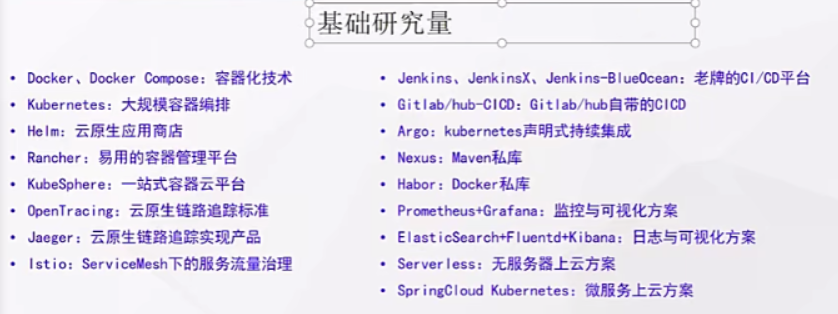 基础研究量
• Docker、Docker Compose：容器化技术
• Kubernetes：大规模容器编排
• Helm：云原生应用商店
• Rancher：易用的容器管理平台
• KubeSphere：一站式容器云平台
• OpenTracing：云原生链路追踪标准
• Jaeger：云原生链路追踪实现产品
• Istio：ServiceMesh下的服务流量治理
• Jenkins、JenkinsX、Jenkins-BlueOcean：老牌的CI/CD平台
• Gitlab/hub-CICD：Gitlab/hub自带的CICD
• Argo：kubernetes声明式持续集成
• Nexus：Maven私库
• Habor：Docker私库
• Prometheus+Grafana：监控与可视化方案
• ElasticSearch+Fluentd+Kibana：日志与可视化方案
• Serverless：无服务器上云方案
• SpringCloud Kubernetes：微服务上云方案